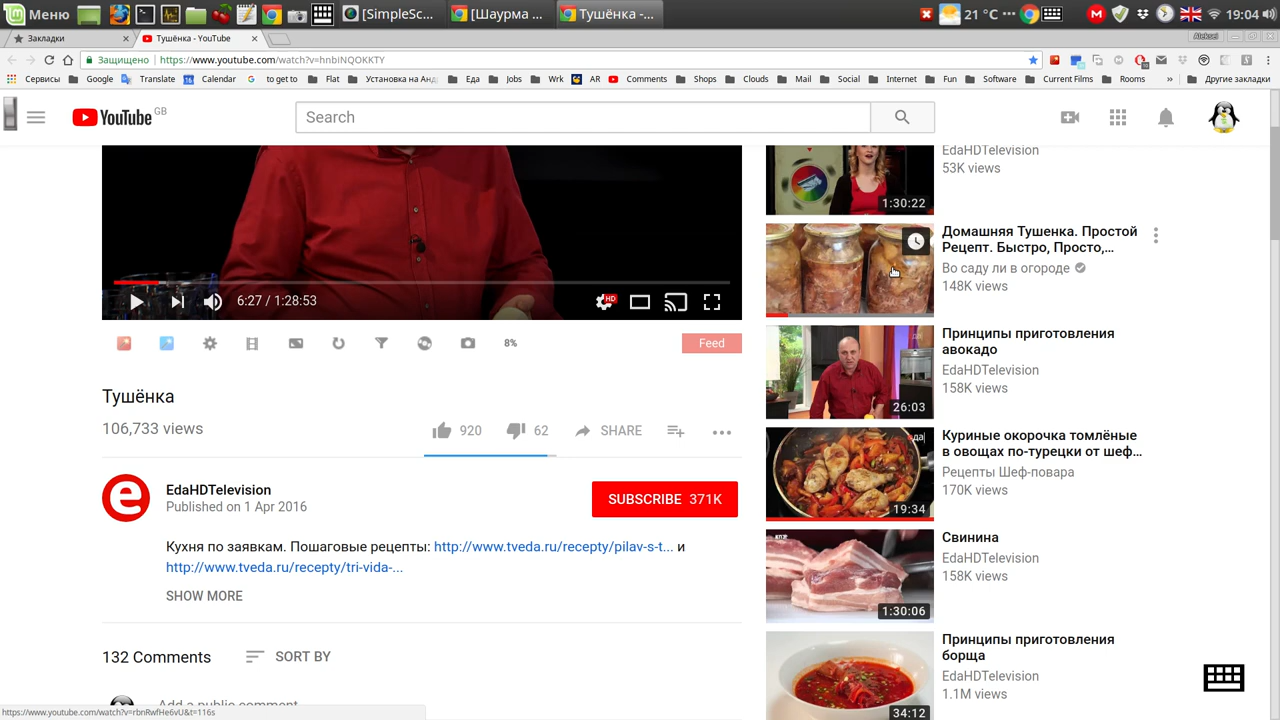 Меню
[SimpleSc...
[Шаурма ...
Тушёнка -...
21 °C
19:04
Закладки
Тушёнка - YouTube
Aleksei
Защищено
https://www.youtube.com/watch?v=hnbiNQOKKTY
Сервисы
Google
Translate
Calendar
to get to
Flat
Установка на Анд
Еда
Jobs
Wrk
AR
Comments
Shops
Clouds
Mail
Social
Internet
Fun
Software
Current Films
Rooms
»
Другие закладки
YouTube GB
Search
EdaHDTelevision
53K views
1:30:22
Домашняя Тушенка. Простой
Рецепт. Быстро, Просто,...
Во саду ли в огороде
148K views
6:27 / 1:28:53
HD
Принципы приготовления
авокадо
EdaHDTelevision
158K views
26:03
8%
Feed
Тушёнка
106,733 views
920
62
SHARE
Куриные окорочка томлёные
в овощах по-турецки от шеф...
Рецепты Шеф-повара
170K views
19:34
EdaHDTelevision
Published on 1 Apr 2016
SUBSCRIBE 371K
Кухня по заявкам. Пошаговые рецепты: http://www.tveda.ru/recepty/pilav-s-t... и
http://www.tveda.ru/recepty/tri-vida-...
SHOW MORE
Свинина
EdaHDTelevision
158K views
1:30:06
132 Comments
SORT BY
Принципы приготовления
борща
EdaHDTelevision
1.1M views
34:12
Add a public comment
https://www.youtube.com/watch?v=rbnRwfHe6vU&t=116s